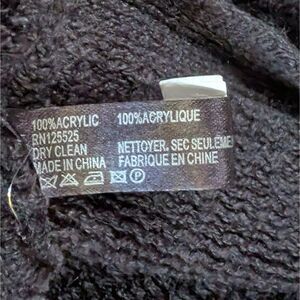 100%ACRYLIC 100%ACRYLIQUE
RN125525
DRY CLEAN NETTOYER. SEC SEULEME
MADE IN CHINA FABRIQUE EN CHINE
P